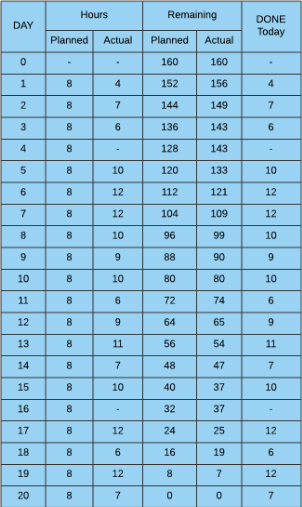 DAY Hours Remaining DONE Today
Planned Actual Planned Actual
0 - - 160 160 -
1 8 4 152 156 4
2 8 7 144 149 7
3 8 6 136 143 6
4 8 - 128 143 -
5 8 10 120 133 10
6 8 12 112 121 12
7 8 12 104 109 12
8 8 10 96 99 10
9 8 9 88 90 9
10 8 10 80 80 10
11 8 6 72 74 6
12 8 9 64 65 9
13 8 11 56 54 11
14 8 7 48 47 7
15 8 10 40 37 10
16 8 - 32 37 -
17 8 12 24 25 12
18 8 6 16 19 6
19 8 12 8 7 12
20 8 7 0 0 7